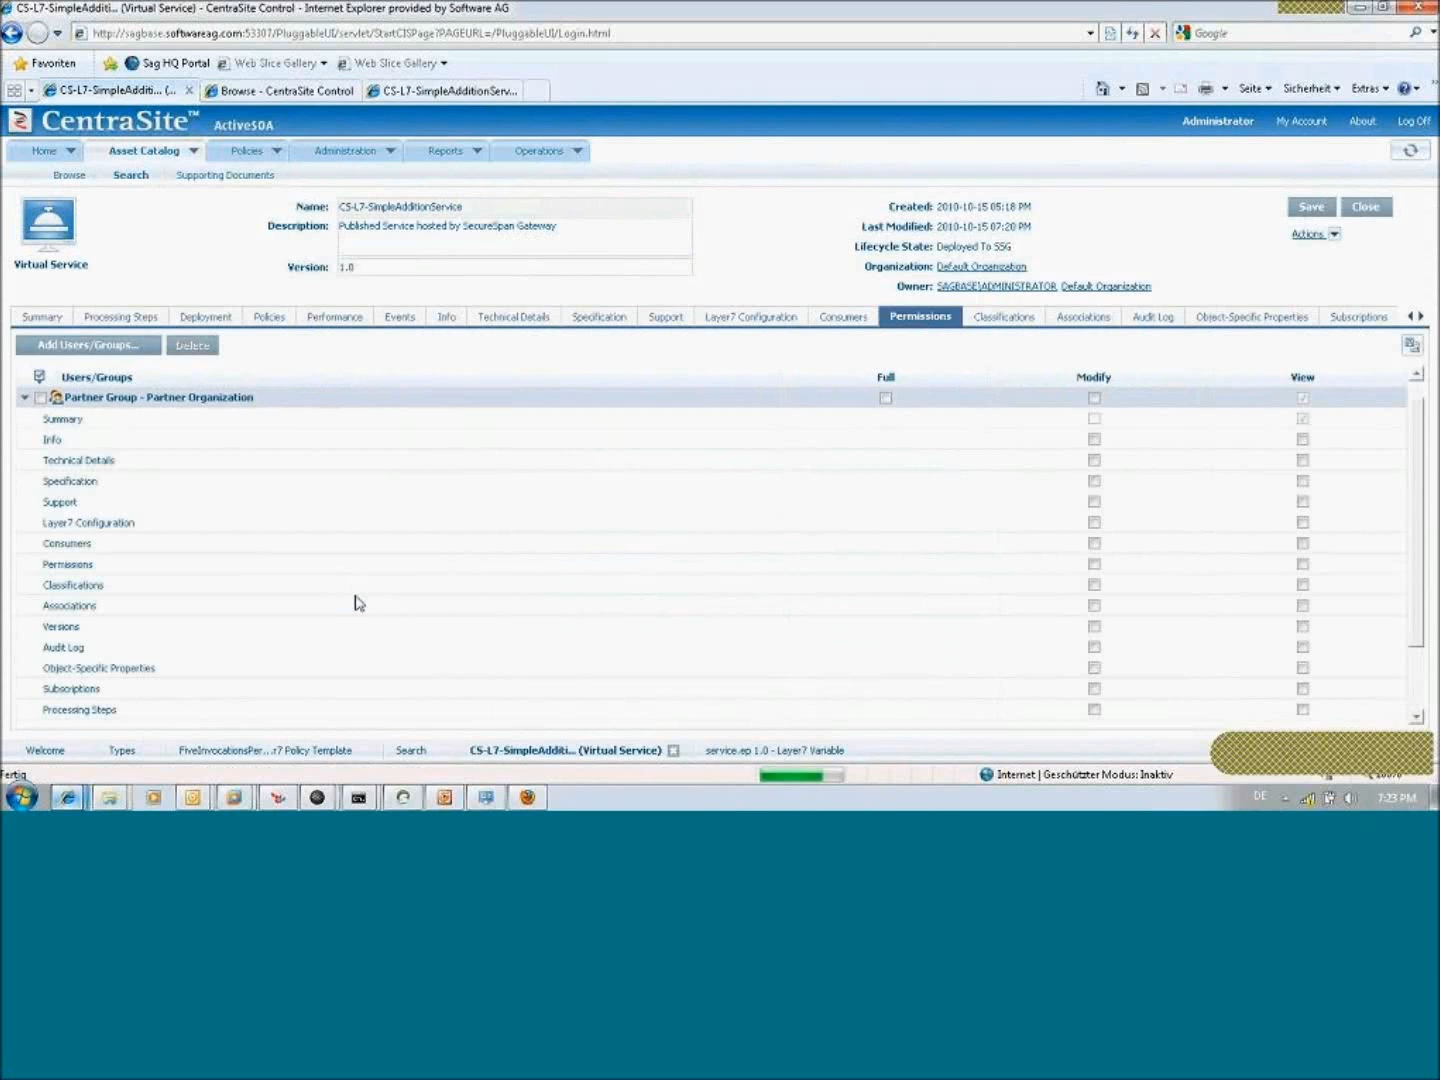 CS-L7-SimpleAdditi... (Virtual Service) - CentraSite Control - Internet Explorer provided by Software AG
http://sagbase.softwareag.com:53307/PluggableUI/servlet/StartCISPage?PAGEURL=/PluggableUI/Login.html
Google
Favoriten Sag HQ Portal Web Slice Gallery Web Slice Gallery
CS-L7-SimpleAdditi... (... Browse - CentraSite Control CS-L7-SimpleAdditionServ... Seite Sicherheit Extras
CentraSite™ ActiveSOA Administrator My Account About Log Off
Home Asset Catalog Policies Administration Reports Operations
Browse Search Supporting Documents
Name: CS-L7-SimpleAdditionService Created: 2010-10-15 05:18 PM Save Close
Description: Published Service hosted by SecureSpan Gateway Last Modified: 2010-10-15 07:20 PM
Actions
Lifecycle State: Deployed To SSG
Virtual Service Version: 1.0 Organization: Default Organization
Owner: SAGBASE\ADMINISTRATOR Default Organization
Summary Processing Steps Deployment Policies Performance Events Info Technical Details Specification Support Layer7 Configuration Consumers Permissions Classifications Associations Audit Log Object-Specific Properties Subscriptions
Add Users/Groups... Delete
Users/Groups Full Modify View
Partner Group - Partner Organization
Summary
Info
Technical Details
Specification
Support
Layer7 Configuration
Consumers
Permissions
Classifications
Associations
Versions
Audit Log
Object-Specific Properties
Subscriptions
Processing Steps
Welcome Types FiveInvocationsPer...r7 Policy Template Search CS-L7-SimpleAdditi... (Virtual Service) service.ep 1.0 - Layer7 Variable
Fertig Internet | Geschützter Modus: Inaktiv
DE 7:23 PM